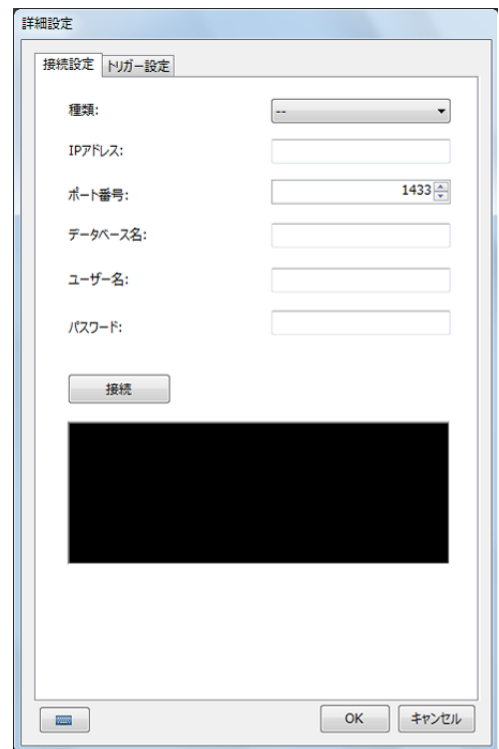 詳細設定
接続設定 トリガー設定
種類: --
IPアドレス:
ポート番号: 1433
データベース名:
ユーザー名:
パスワード:
接続
OK キャンセル